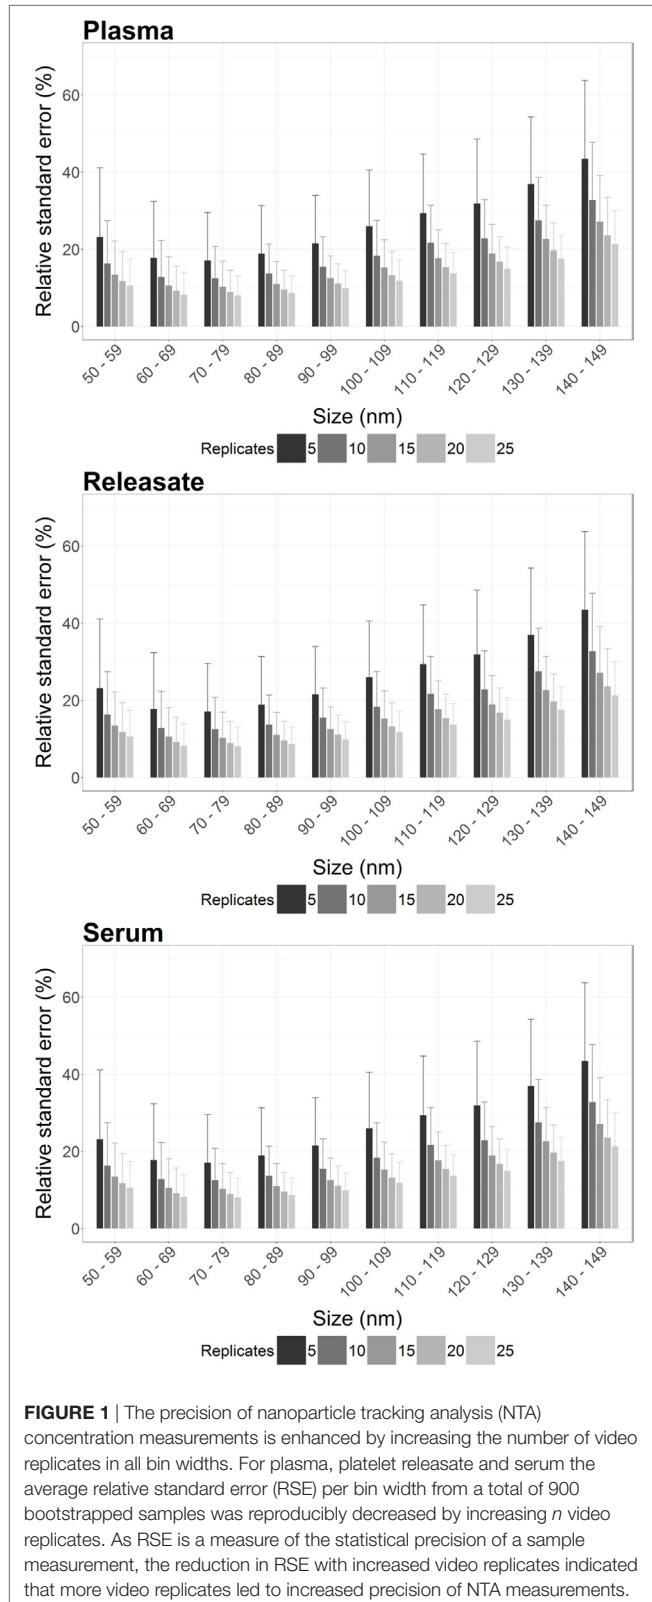 Plasma
Relative standard error (%)
60
40
20
0
50 - 59
60 - 69
70 - 79
80 - 89
90 - 99
100 - 109
110 - 119
120 - 129
130 - 139
140 - 149
Size (nm)
Replicates 5 10 15 20 25
Releasate
Relative standard error (%)
60
40
20
0
50 - 59
60 - 69
70 - 79
80 - 89
90 - 99
100 - 109
110 - 119
120 - 129
130 - 139
140 - 149
Size (nm)
Replicates 5 10 15 20 25
Serum
Relative standard error (%)
60
40
20
0
50 - 59
60 - 69
70 - 79
80 - 89
90 - 99
100 - 109
110 - 119
120 - 129
130 - 139
140 - 149
Size (nm)
Replicates 5 10 15 20 25
FIGURE 1 | The precision of nanoparticle tracking analysis (NTA)
concentration measurements is enhanced by increasing the number of video
replicates in all bin widths. For plasma, platelet releasate and serum the
average relative standard error (RSE) per bin width from a total of 900
bootstrapped samples was reproducibly decreased by increasing n video
replicates. As RSE is a measure of the statistical precision of a sample
measurement, the reduction in RSE with increased video replicates indicated
that more video replicates led to increased precision of NTA measurements.